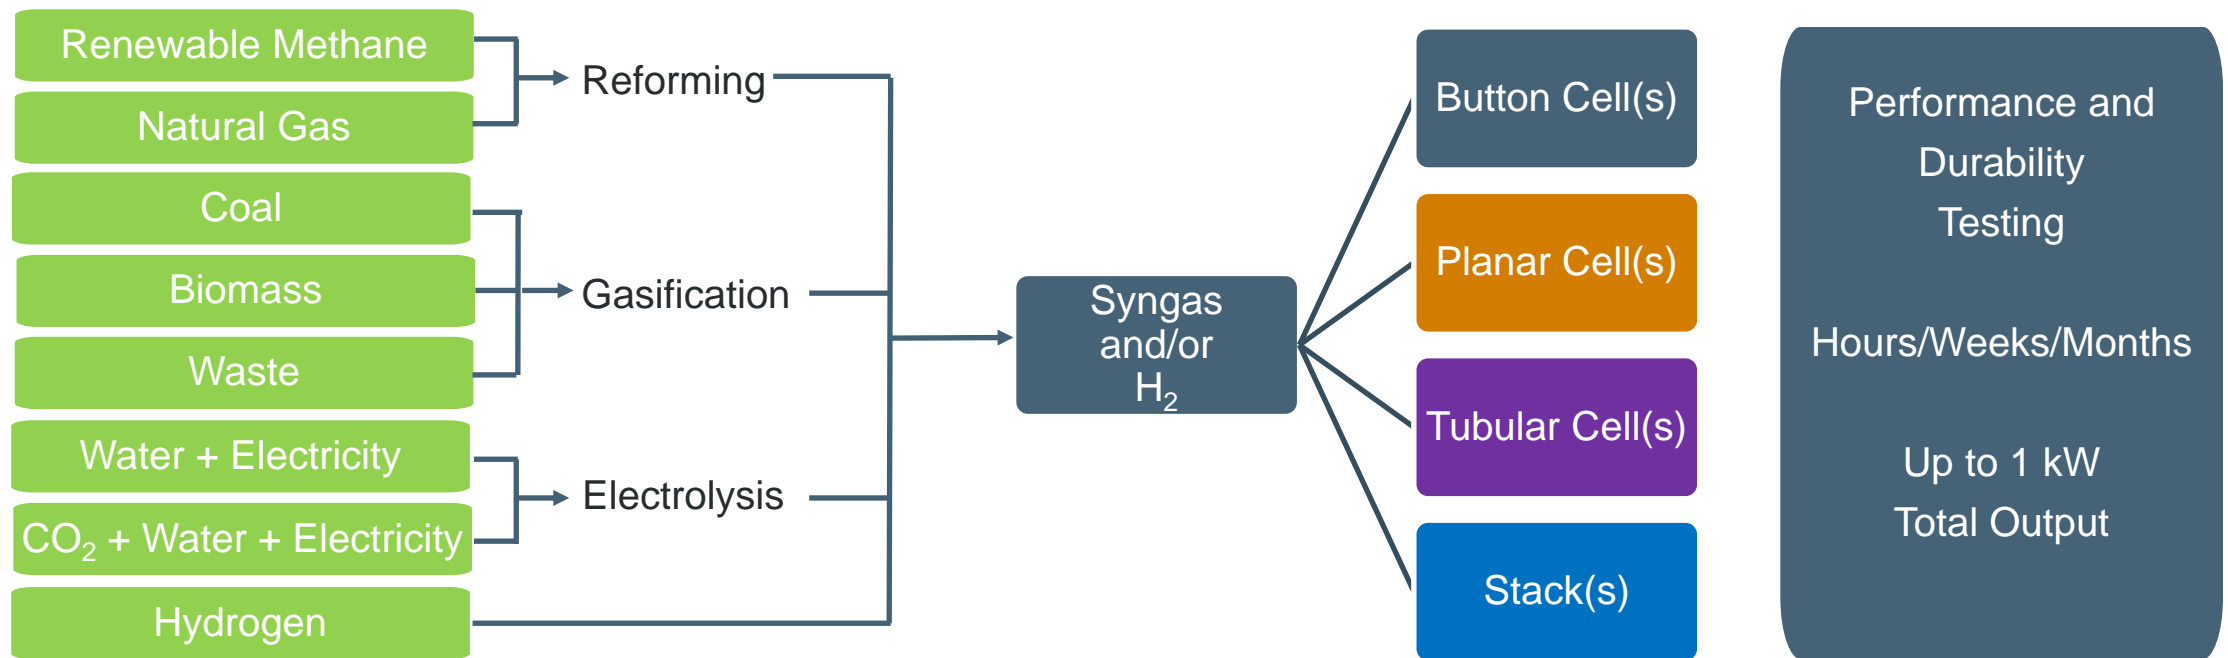 Renewable Methane
Natural Gas
Coal
Biomass
Waste
Water + Electricity
CO₂ + Water + Electricity
Hydrogen
Reforming
Gasification
Electrolysis
Syngas
and/or
H₂
Button Cell(s)
Planar Cell(s)
Tubular Cell(s)
Stack(s)
Performance and
Durability
Testing
Hours/Weeks/Months
Up to 1 kW
Total Output